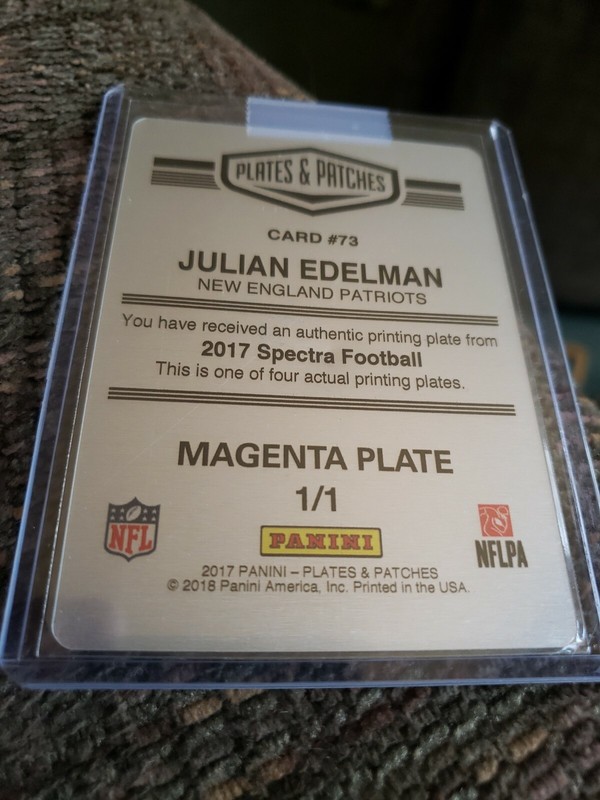 PLATES & PATCHES
CARD #73
JULIAN EDELMAN
NEW ENGLAND PATRIOTS
You have received an authentic printing plate from
2017 Spectra Football
This is one of four actual printing plates.
MAGENTA PLATE
1/1
NFL
PANINI
NFLPA
2017 PANINI – PLATES & PATCHES
© 2018 Panini America, Inc. Printed in the USA.